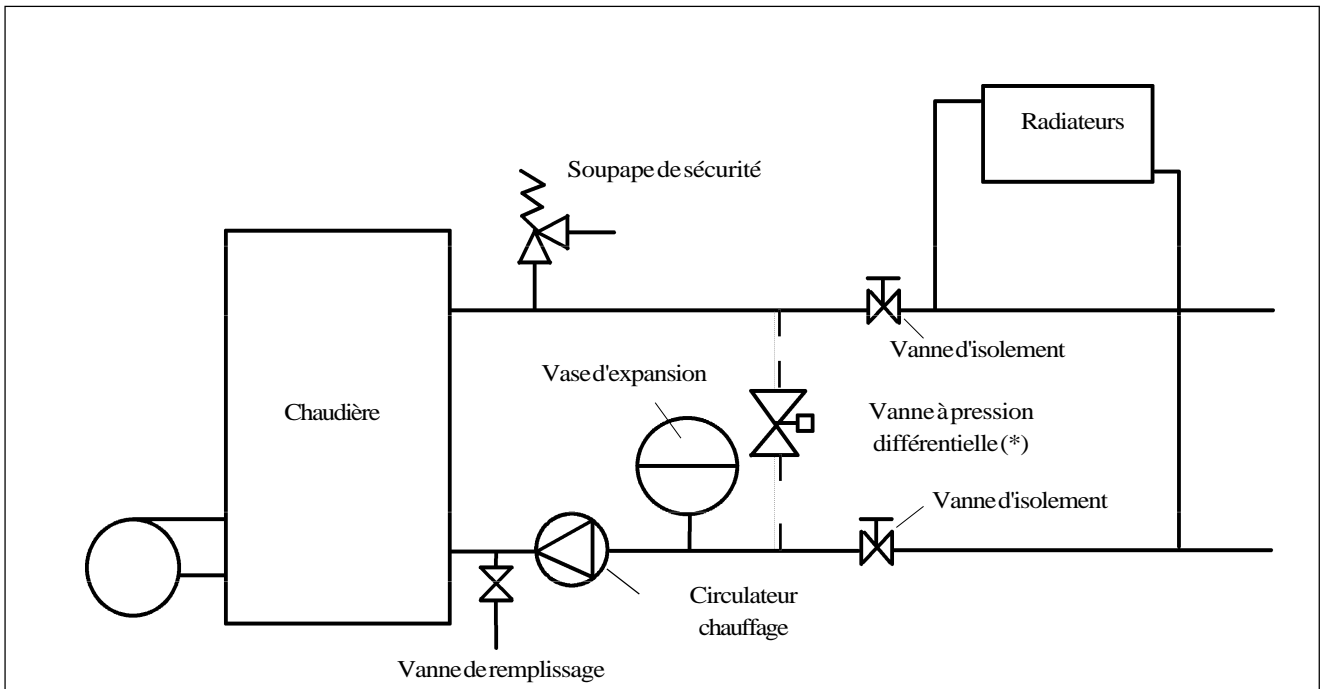 Radiateurs
Soupape de sécurité
Vanne d'isolement
Vase d'expansion
Chaudière
Vanne à pression
différentielle (*)
Vanne d'isolement
Circulateur
chauffage
Vanne de remplissage